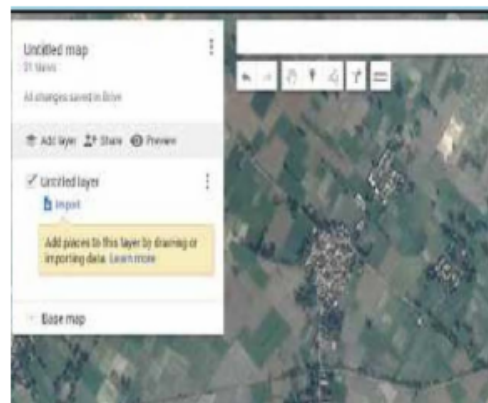 Untitled map
All changes saved in Drive
Add layer Share Preview
Untitled layer
Import
Add places to this layer by drawing or
importing data. Learn more
Base map